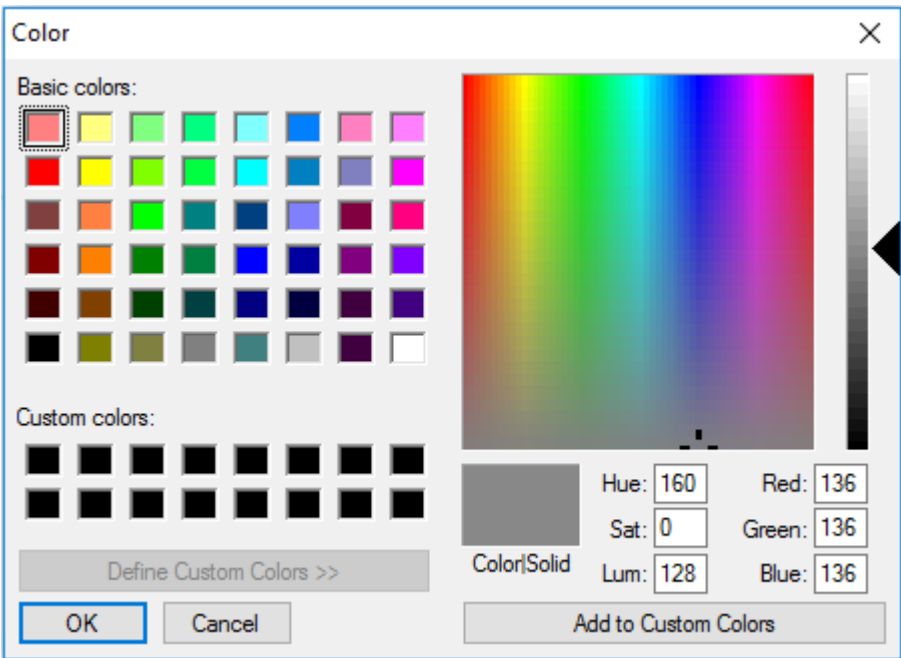 Color
Basic colors:
Custom colors:
Define Custom Colors >>
OK
Cancel
Color|Solid
Hue: 160
Sat: 0
Lum: 128
Red: 136
Green: 136
Blue: 136
Add to Custom Colors